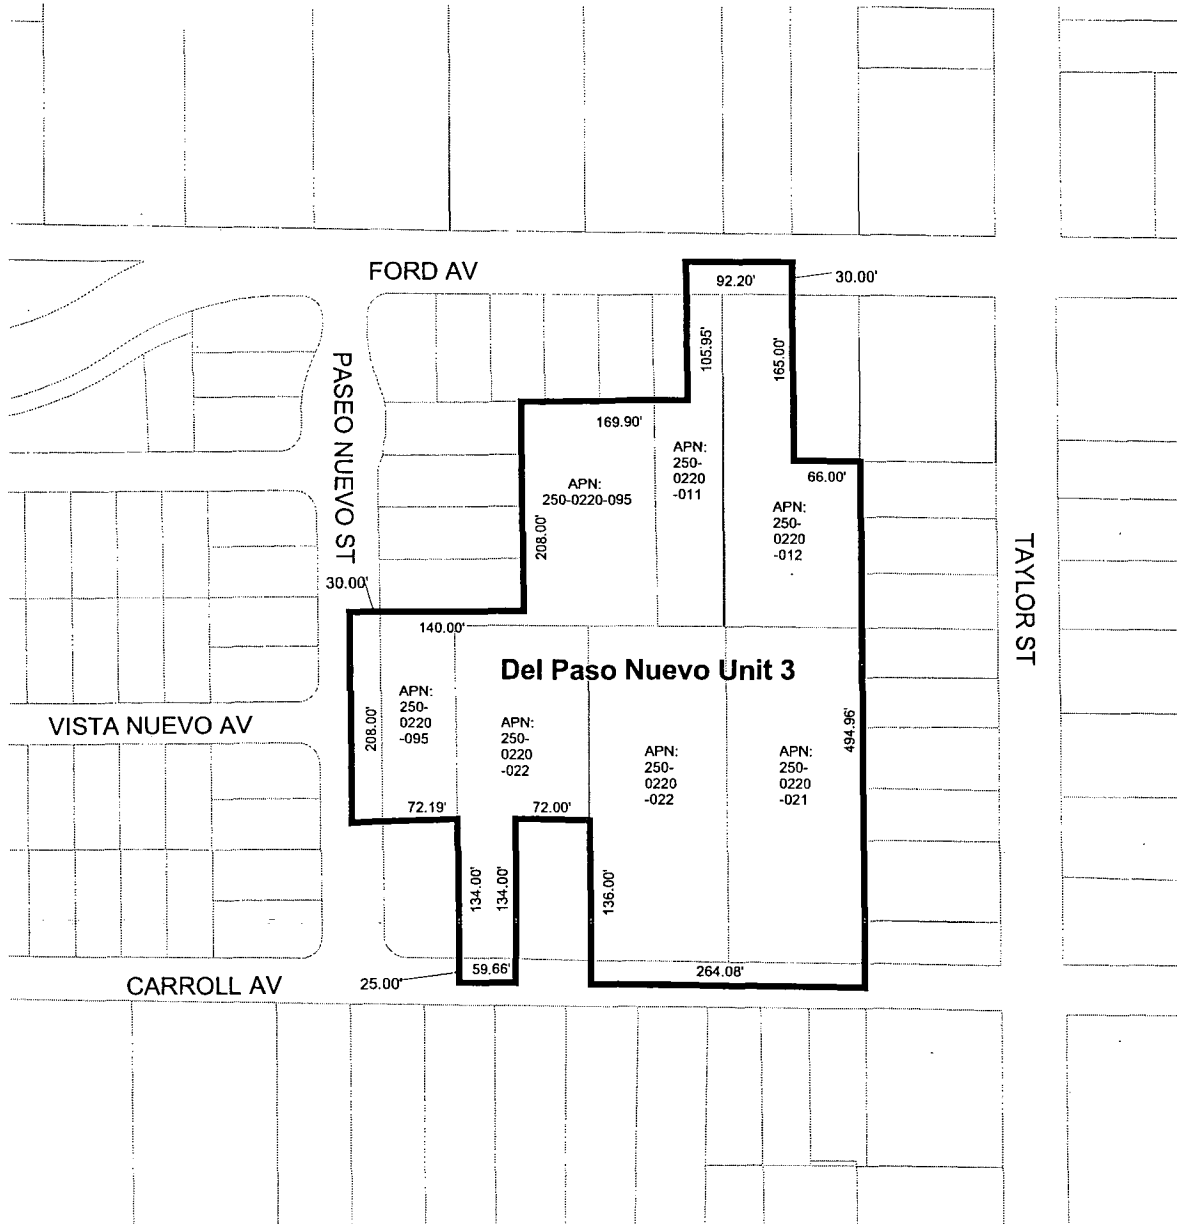 FORD AV
92.20'
30.00'
105.95'
165.00'
PASEO NUEVO ST
169.90'
APN:
250-
0220
-011
66.00'
APN:
250-0220-095
APN:
250-
0220
-012
208.00'
TAYLOR ST
30.00'
140.00'
Del Paso Nuevo Unit 3
APN:
250-
0220
-095
VISTA NUEVO AV
208.00'
APN:
250-
0220
-022
494.96'
APN:
250-
0220
-022
APN:
250-
0220
-021
72.19'
72.00'
134.00'
134.00'
136.00'
59.66'
264.08'
25.00'
CARROLL AV